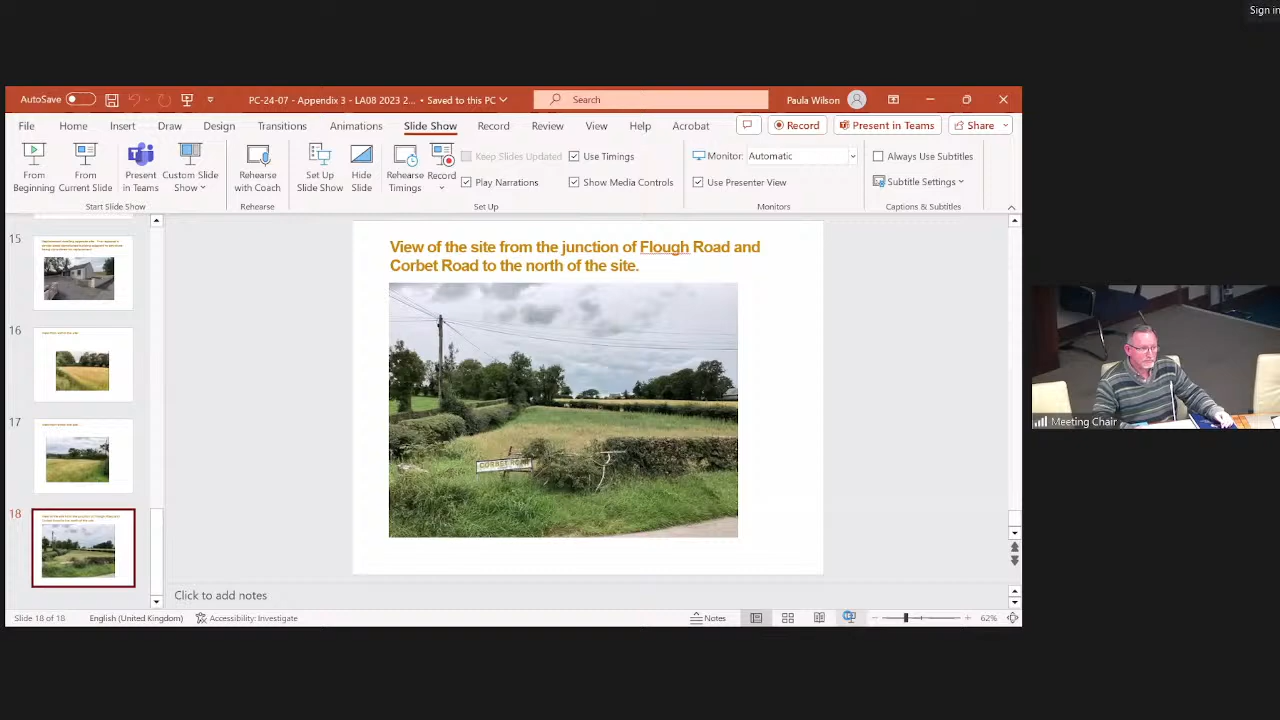 Sign in
AutoSave
PC-24-07 - Appendix 3 - LA08 2023 2... • Saved to this PC
Search
Paula Wilson
File Home Insert Draw Design Transitions Animations Slide Show Record Review View Help Acrobat
Record
Present in Teams
Share
From Beginning
From Current Slide
Present in Teams
Custom Slide Show
Rehearse with Coach
Set Up Slide Show
Hide Slide
Rehearse Timings
Record
Keep Slides Updated
Use Timings
Play Narrations
Show Media Controls
Monitor: Automatic
Use Presenter View
Always Use Subtitles
Subtitle Settings
Start Slide Show
Rehearse
Set Up
Monitors
Captions & Subtitles
15
16
17
18
View of the site from the junction of Flough Road and
Corbet Road to the north of the site.
CORBET ROAD
Click to add notes
Slide 18 of 18
English (United Kingdom)
Accessibility: Investigate
Notes
62%
Meeting Chair